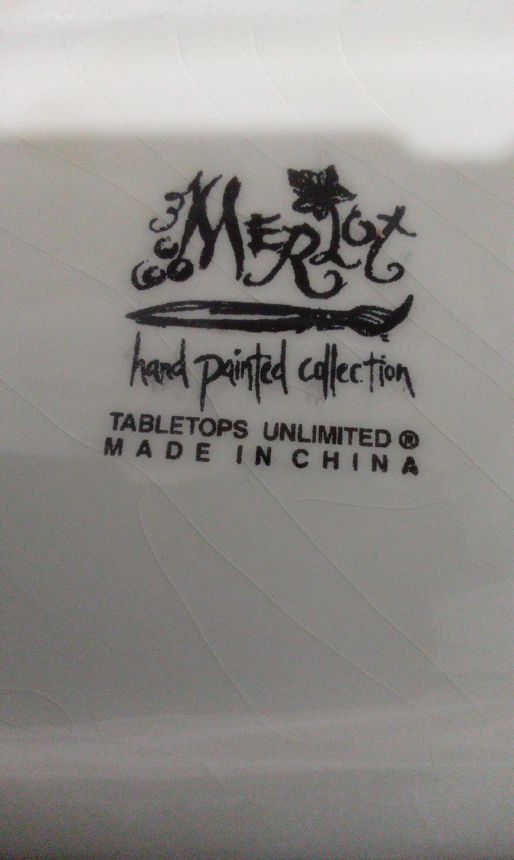 MERLOT
hand painted collection
TABLETOPS UNLIMITED ®
MADE IN CHINA